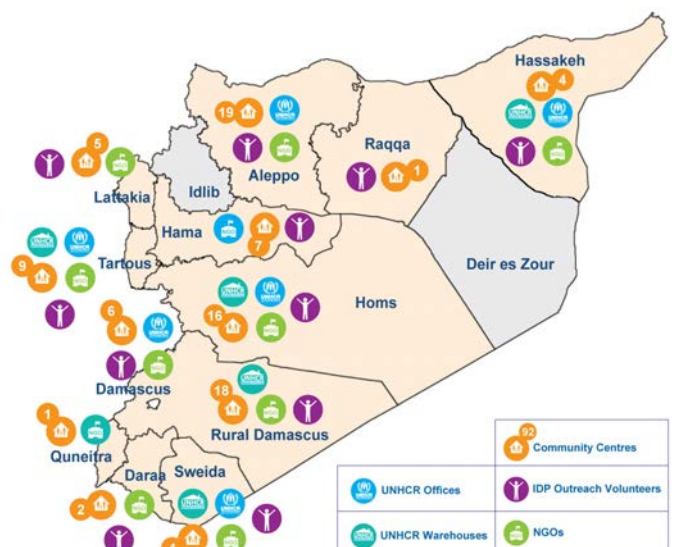 Hassakeh
4
19
Aleppo
Raqqa
1
5
Lattakia
Idlib
Hama
NGO
7
Deir es Zour
Tartous
9
Homs
16
6
Damascus
18
Rural Damascus
1
NGO
Quneitra
Daraa
Sweida
2
92
Community Centres
UNHCR Offices
IDP Outreach Volunteers
UNHCR Warehouses
NGOs